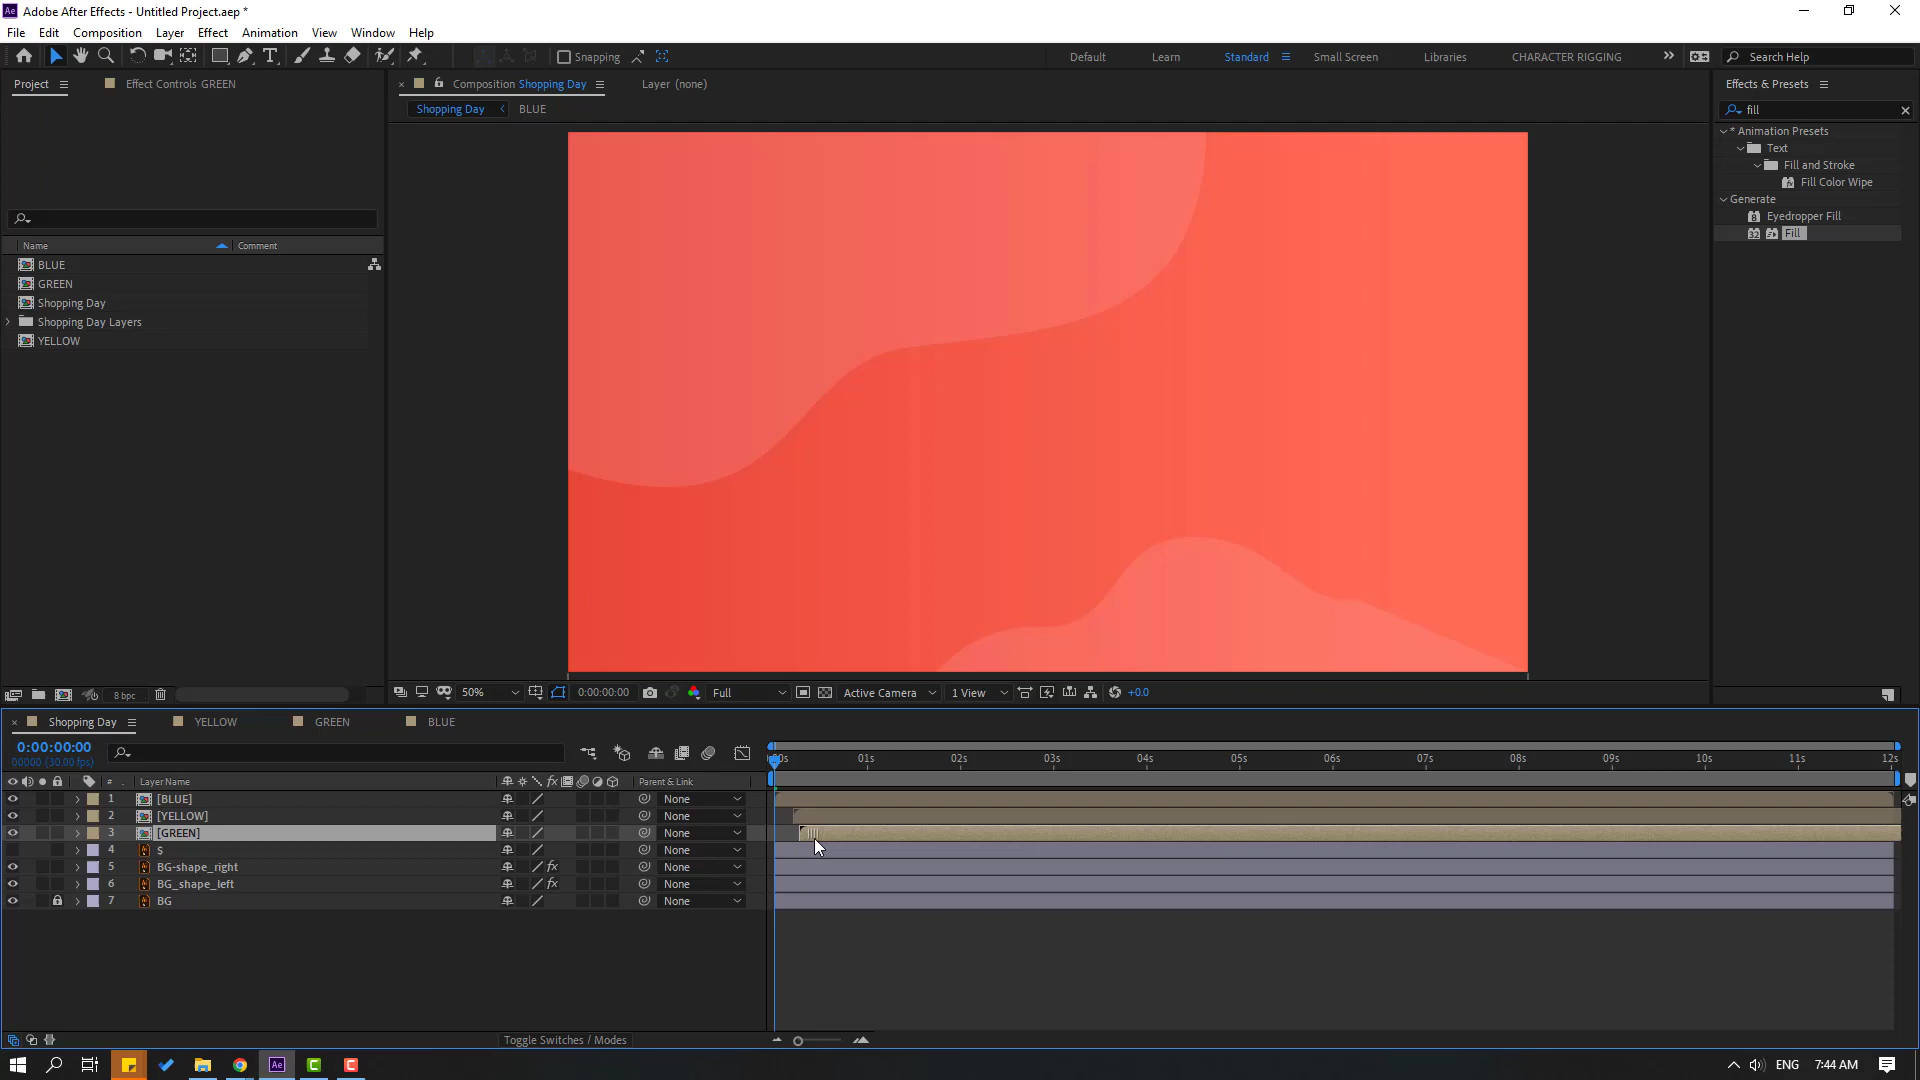 Adobe After Effects - Untitled Project.aep *
File Edit Composition Layer Effect Animation View Window Help
Snapping
Default Learn Standard Small Screen Libraries CHARACTER RIGGING
Search Help
Project
Effect Controls GREEN
Composition Shopping Day
Layer (none)
Shopping Day
BLUE
Effects & Presets
fill
* Animation Presets
Text
Fill and Stroke
Fill Color Wipe
Generate
Eyedropper Fill
Fill
Name Comment
BLUE
GREEN
Shopping Day
Shopping Day Layers
YELLOW
8 bpc
50%
0:00:00:00
Full
Active Camera
1 View
+0.0
Shopping Day
YELLOW
GREEN
BLUE
0:00:00:00
00000 (30.00 fps)
01s 02s 03s 04s 05s 06s 07s 08s 09s 10s 11s 12s
# Layer Name Parent & Link
1 [BLUE] None
2 [YELLOW] None
3 [GREEN] None
4 $ None
5 BG-shape_right fx None
6 BG_shape_left fx None
7 BG None
Toggle Switches / Modes
ENG
7:44 AM